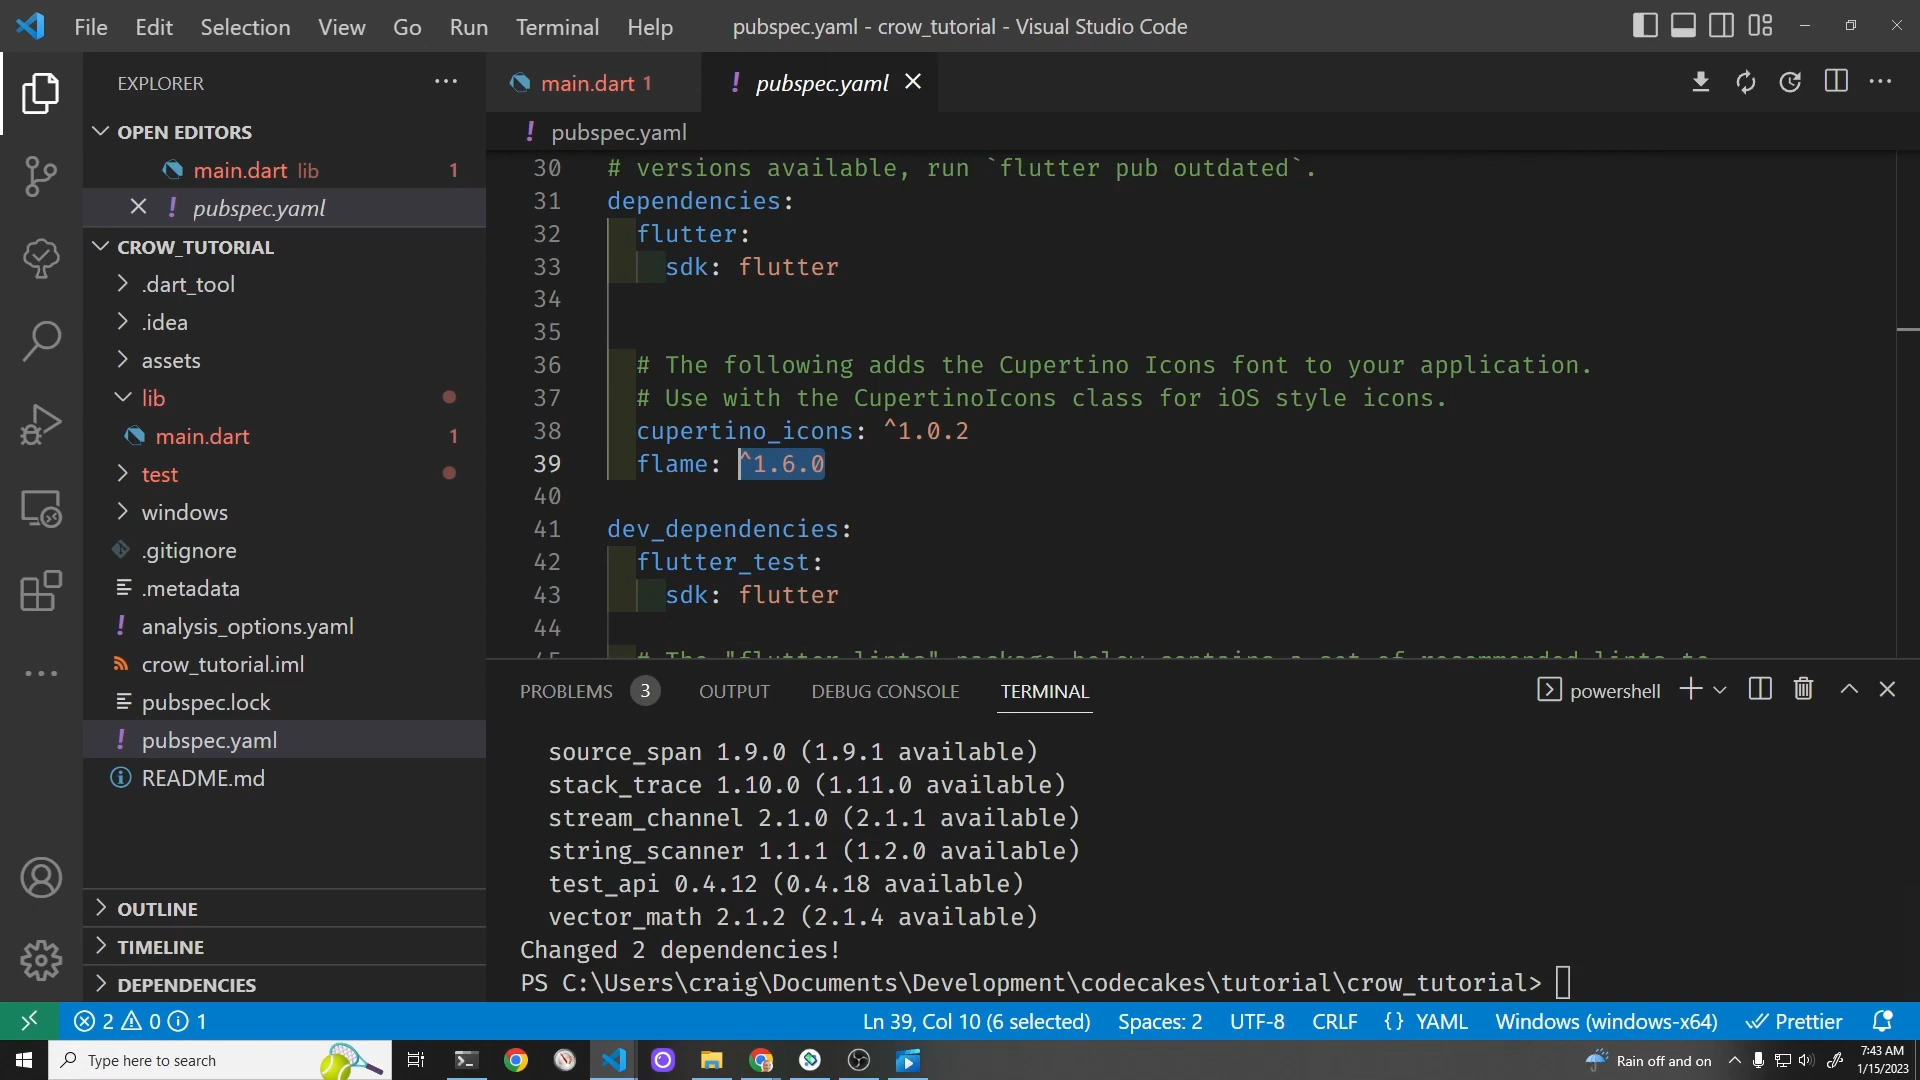 File Edit Selection View Go Run Terminal Help
pubspec.yaml - crow_tutorial - Visual Studio Code
EXPLORER
OPEN EDITORS
main.dart lib 1
pubspec.yaml
CROW_TUTORIAL
.dart_tool
.idea
assets
lib
main.dart 1
test
windows
.gitignore
.metadata
analysis_options.yaml
crow_tutorial.iml
pubspec.lock
pubspec.yaml
README.md
OUTLINE
TIMELINE
DEPENDENCIES
main.dart 1
! pubspec.yaml
! pubspec.yaml
30 # versions available, run `flutter pub outdated`.
31 dependencies:
32 flutter:
33 sdk: flutter
34
35
36 # The following adds the Cupertino Icons font to your application.
37 # Use with the CupertinoIcons class for iOS style icons.
38 cupertino_icons: ^1.0.2
39 flame: ^1.6.0
40
41 dev_dependencies:
42 flutter_test:
43 sdk: flutter
44
45 # The "flutter_lints" package below contains a set of recommended lints to
PROBLEMS 3 OUTPUT DEBUG CONSOLE TERMINAL
powershell
source_span 1.9.0 (1.9.1 available)
stack_trace 1.10.0 (1.11.0 available)
stream_channel 2.1.0 (2.1.1 available)
string_scanner 1.1.1 (1.2.0 available)
test_api 0.4.12 (0.4.18 available)
vector_math 2.1.2 (2.1.4 available)
Changed 2 dependencies!
PS C:\Users\craig\Documents\Development\codecakes\tutorial\crow_tutorial>
2 0 1
Ln 39, Col 10 (6 selected) Spaces: 2 UTF-8 CRLF {} YAML Windows (windows-x64) Prettier
Type here to search
Rain off and on
7:43 AM
1/15/2023